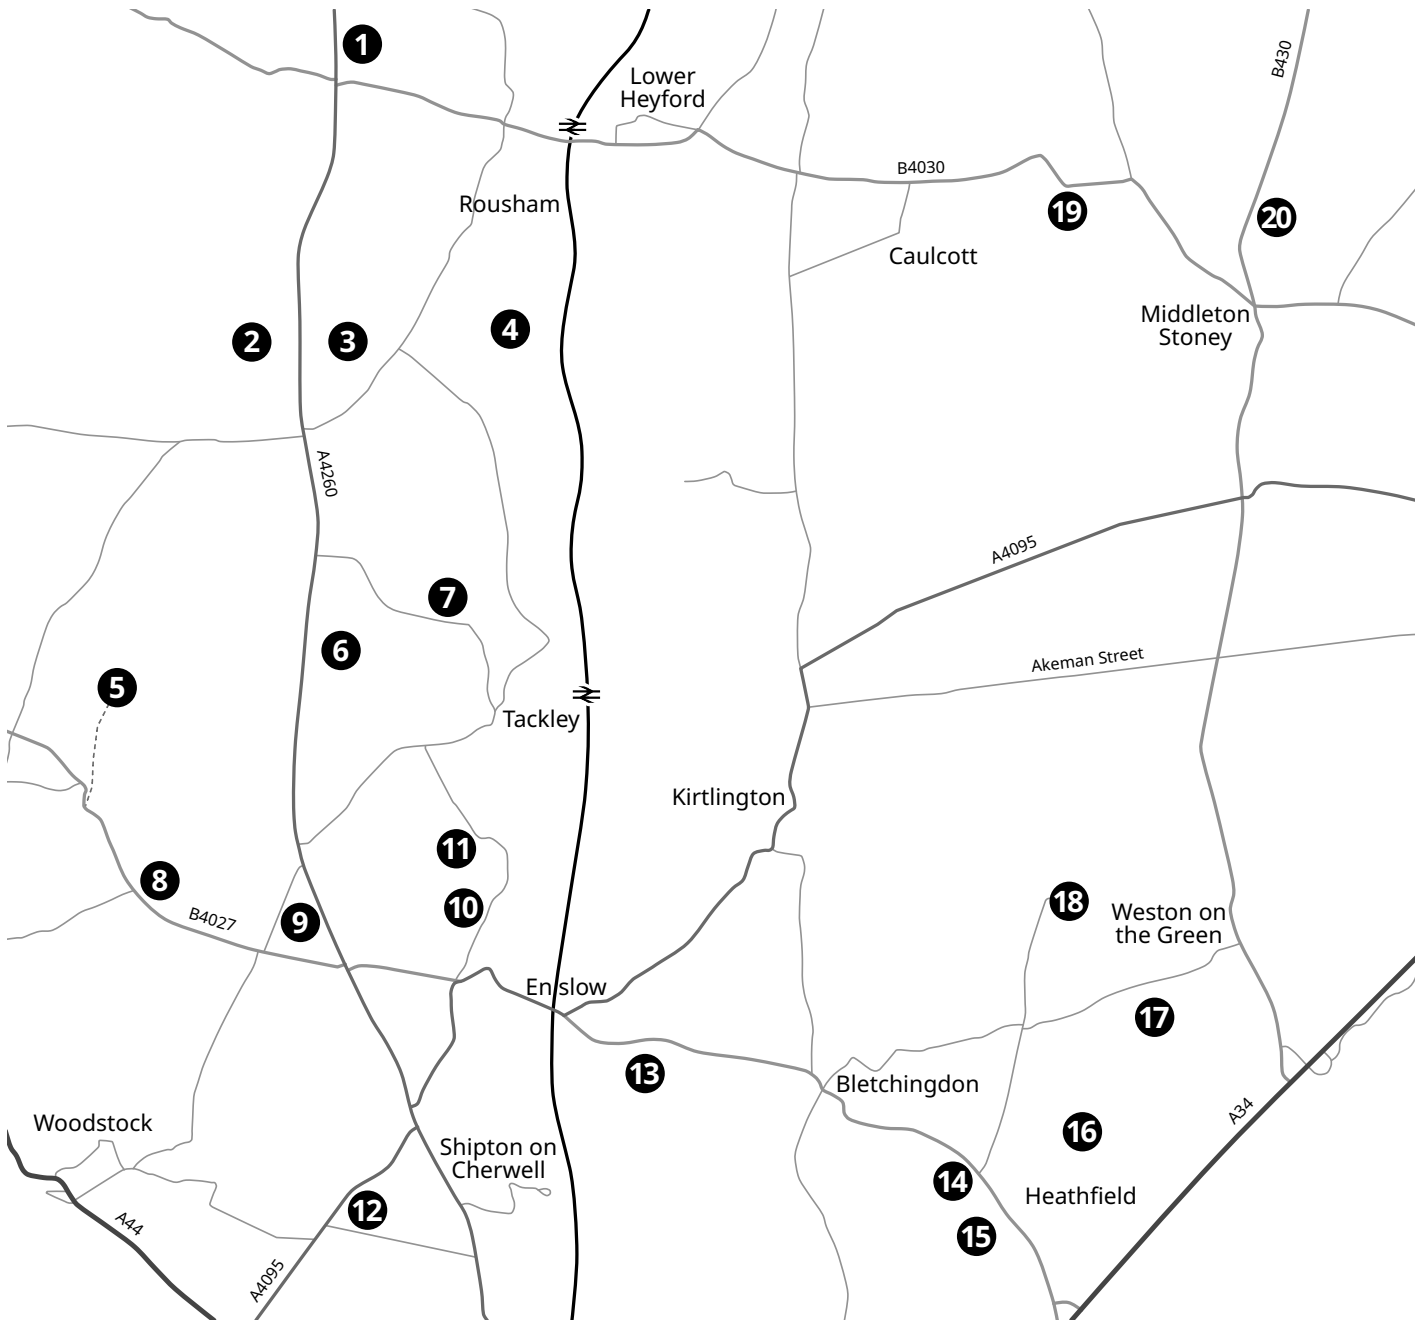 1
B430
Lower
Heyford
B4030
Rousham
19
20
Caulcott
Middleton
Stoney
2
3
4
A4260
A4095
7
6
Akeman Street
5
Tackley
Kirtlington
11
8
10
18
9
B4027
Weston on
the Green
Enslow
17
13
Bletchingdon
A34
Woodstock
16
Shipton on
Cherwell
14
Heathfield
12
A44
15
A4095